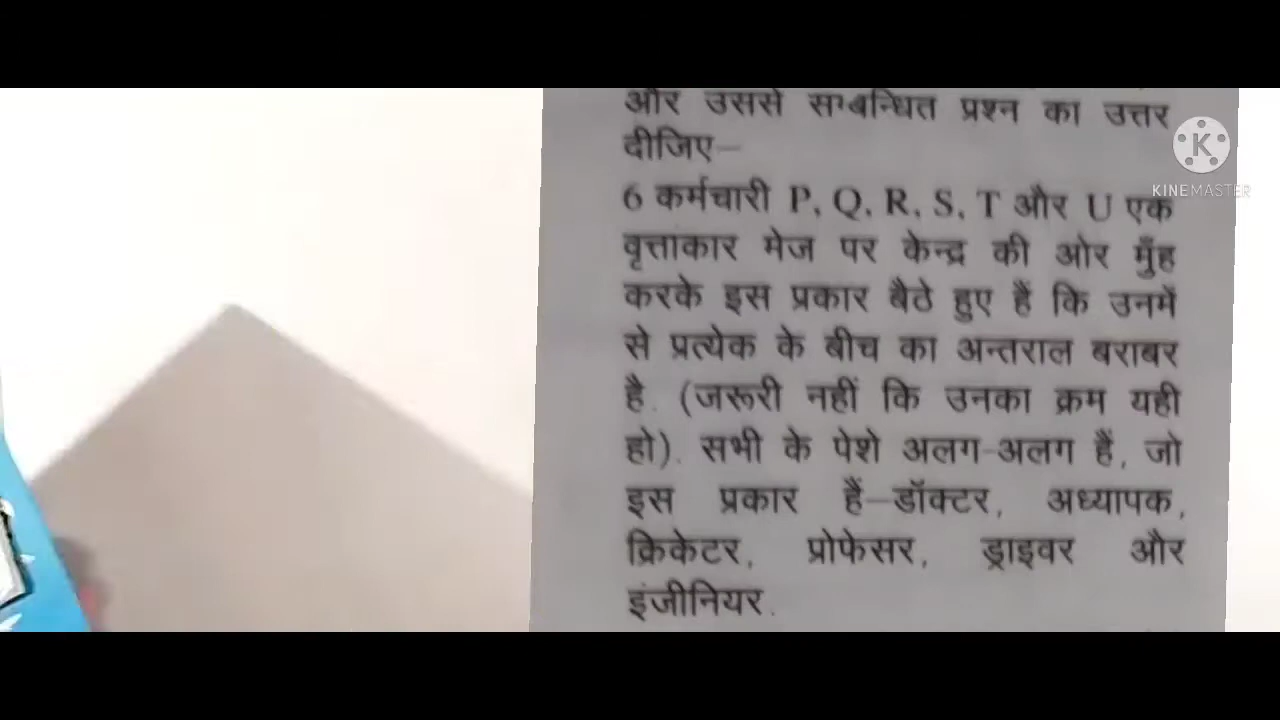 और उससे सम्बन्धित प्रश्न का उत्तर
दीजिए–
6 कर्मचारी P, Q, R, S, T और U एक
वृत्ताकार मेज पर केन्द्र की ओर मुँह
करके इस प्रकार बैठे हुए हैं कि उनमें
से प्रत्येक के बीच का अन्तराल बराबर
है. (जरूरी नहीं कि उनका क्रम यही
हो). सभी के पेशे अलग-अलग हैं, जो
इस प्रकार हैं–डॉक्टर, अध्यापक,
क्रिकेटर, प्रोफेसर, ड्राइवर और
इंजीनियर.
K
KINEMASTER